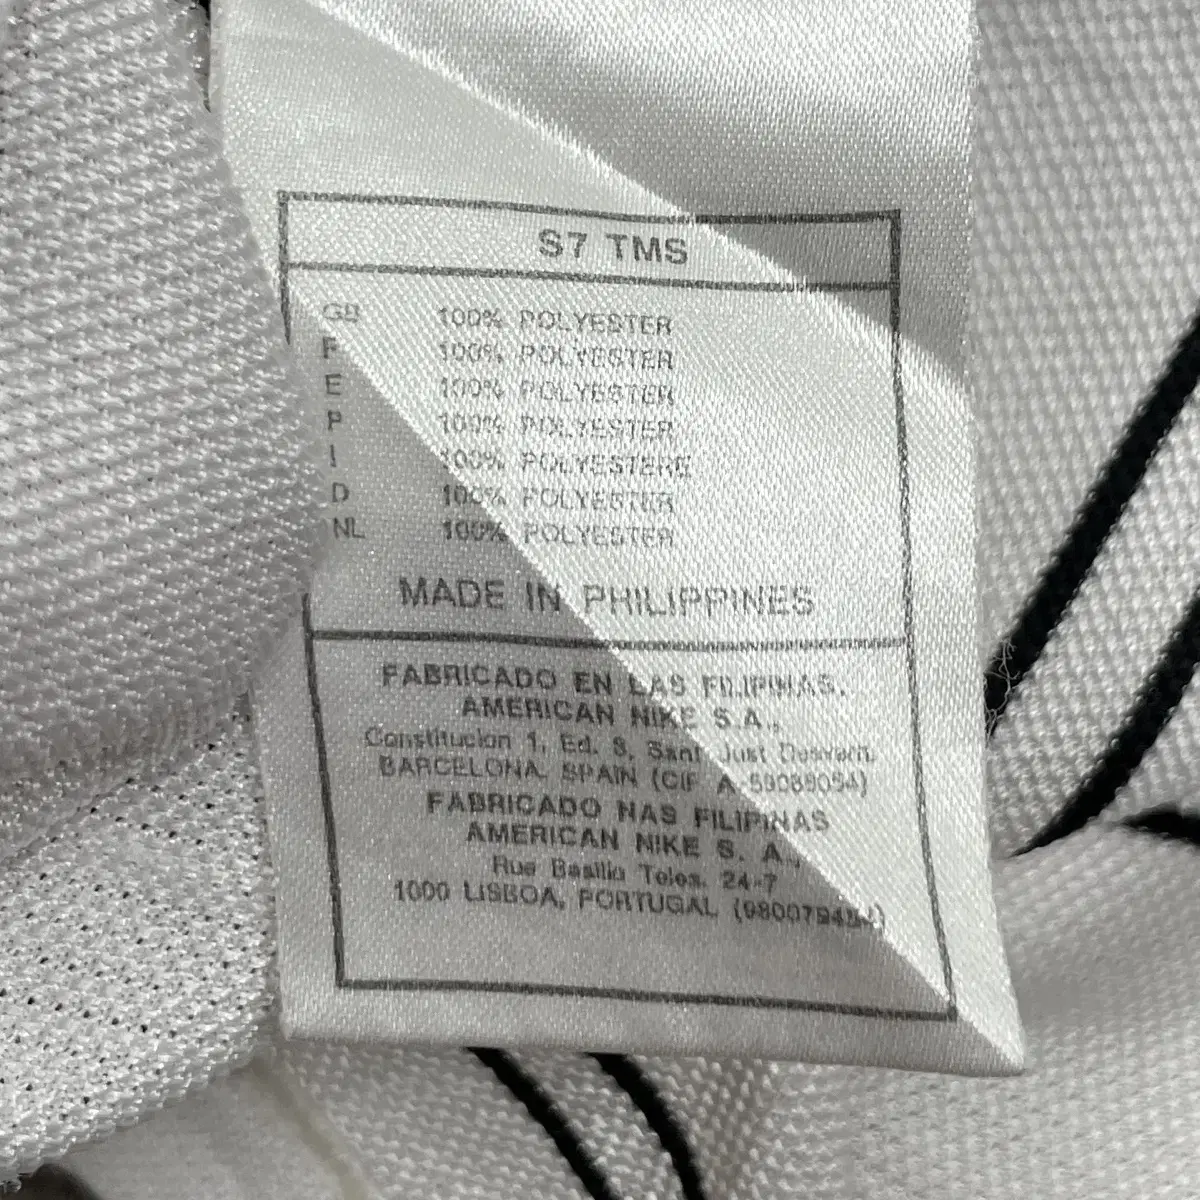 S7 TMS
GB 100% POLYESTER
F 100% POLYESTER
E 100% POLYESTER
P 100% POLYESTER
I 100% POLYESTERE
D 100% POLYESTER
NL 100% POLYESTER
MADE IN PHILIPPINES
FABRICADO EN LAS FILIPINAS.
AMERICAN NIKE S.A.,
Constitucion 1, Ed. 3, Sant Just Desvern.
BARCELONA, SPAIN (CIF A-59089054)
FABRICADO NAS FILIPINAS
AMERICAN NIKE S. A.,
Rua Basilio Teles, 24-7
1000 LISBOA, PORTUGAL